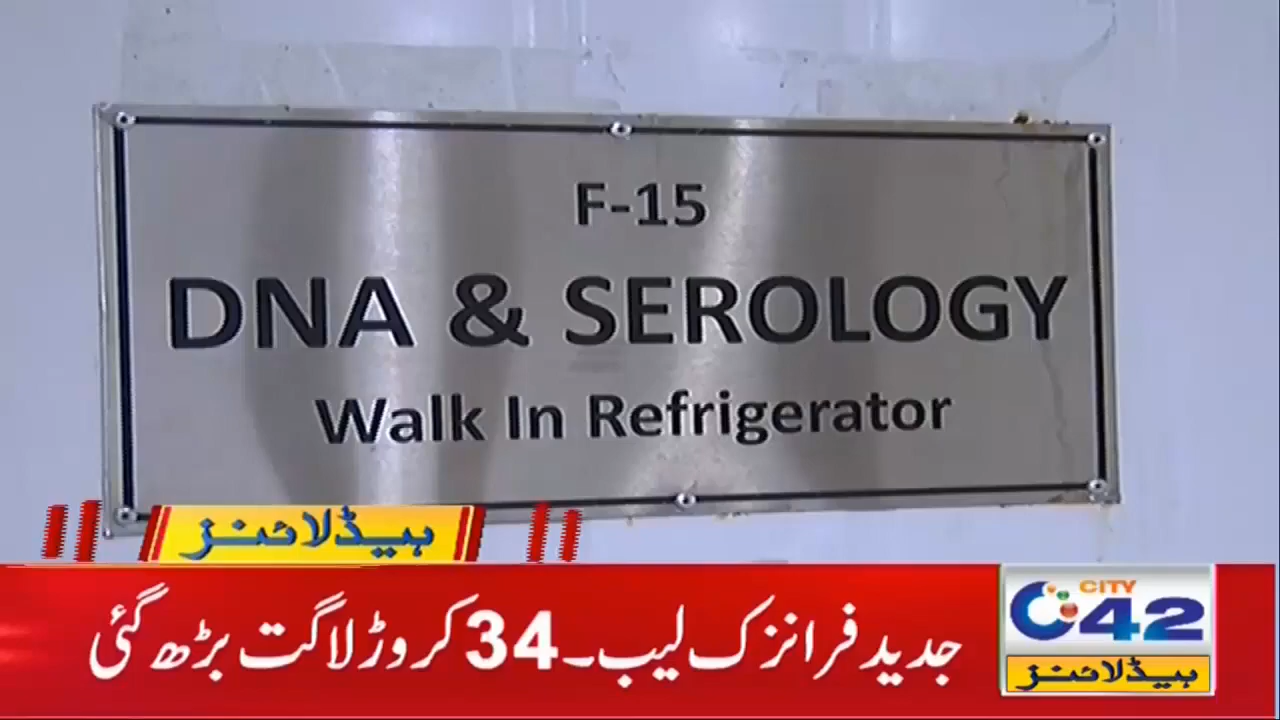 F-15
DNA & SEROLOGY
Walk In Refrigerator
ہیڈلائنز
جدید فرانزک لیب۔34 کروڑ لاگت بڑھ گئی
CITY
42
ہیڈلائنز